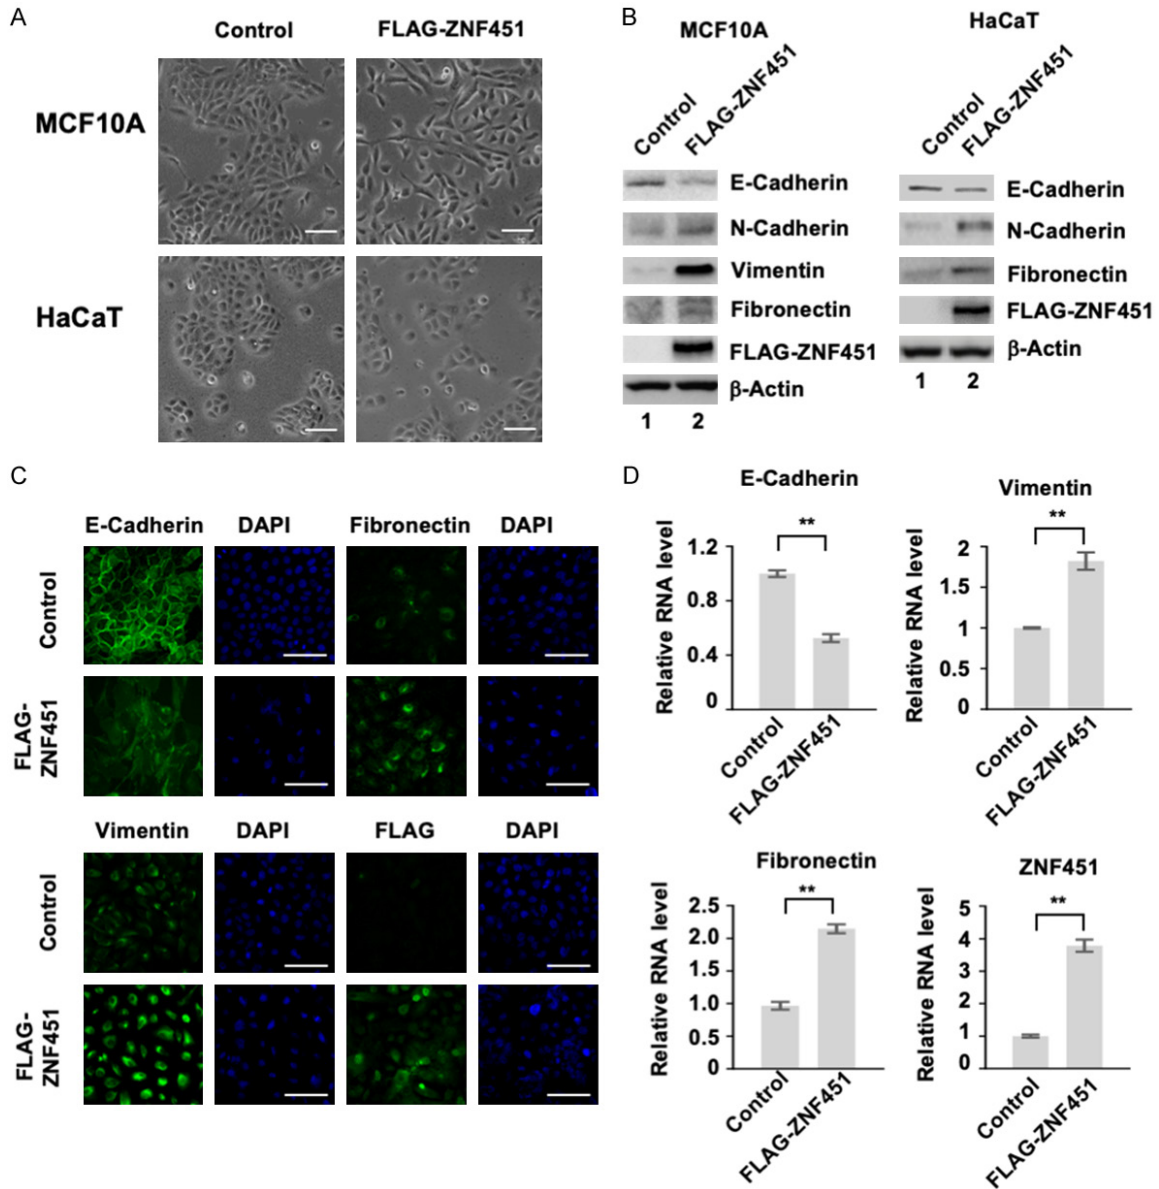 A
Control
FLAG-ZNF451
MCF10A
HaCaT
B
MCF10A
Control
FLAG-ZNF451
E-Cadherin
N-Cadherin
Vimentin
Fibronectin
FLAG-ZNF451
β-Actin
1 2
HaCaT
Control
FLAG-ZNF451
E-Cadherin
N-Cadherin
Fibronectin
FLAG-ZNF451
β-Actin
1 2
C
E-Cadherin DAPI Fibronectin DAPI
Control
FLAG-
ZNF451
Vimentin DAPI FLAG DAPI
Control
FLAG-
ZNF451
D
E-Cadherin
**
Relative RNA level
1.2
0.8
0.4
0
Control
FLAG-ZNF451
Vimentin
**
Relative RNA level
2
1.5
1
0.5
0
Control
FLAG-ZNF451
Fibronectin
**
Relative RNA level
2.5
2.0
1.5
1.0
0.5
0
Control
FLAG-ZNF451
ZNF451
**
Relative RNA level
5
4
3
2
1
0
Control
FLAG-ZNF451